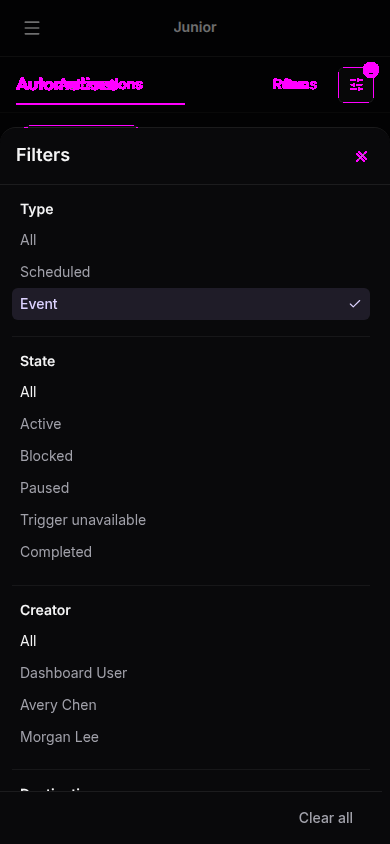 Junior
Filters
Type
All
Scheduled
Event
State
All
Active
Blocked
Paused
Trigger unavailable
Completed
Creator
All
Dashboard User
Avery Chen
Morgan Lee
Clear all